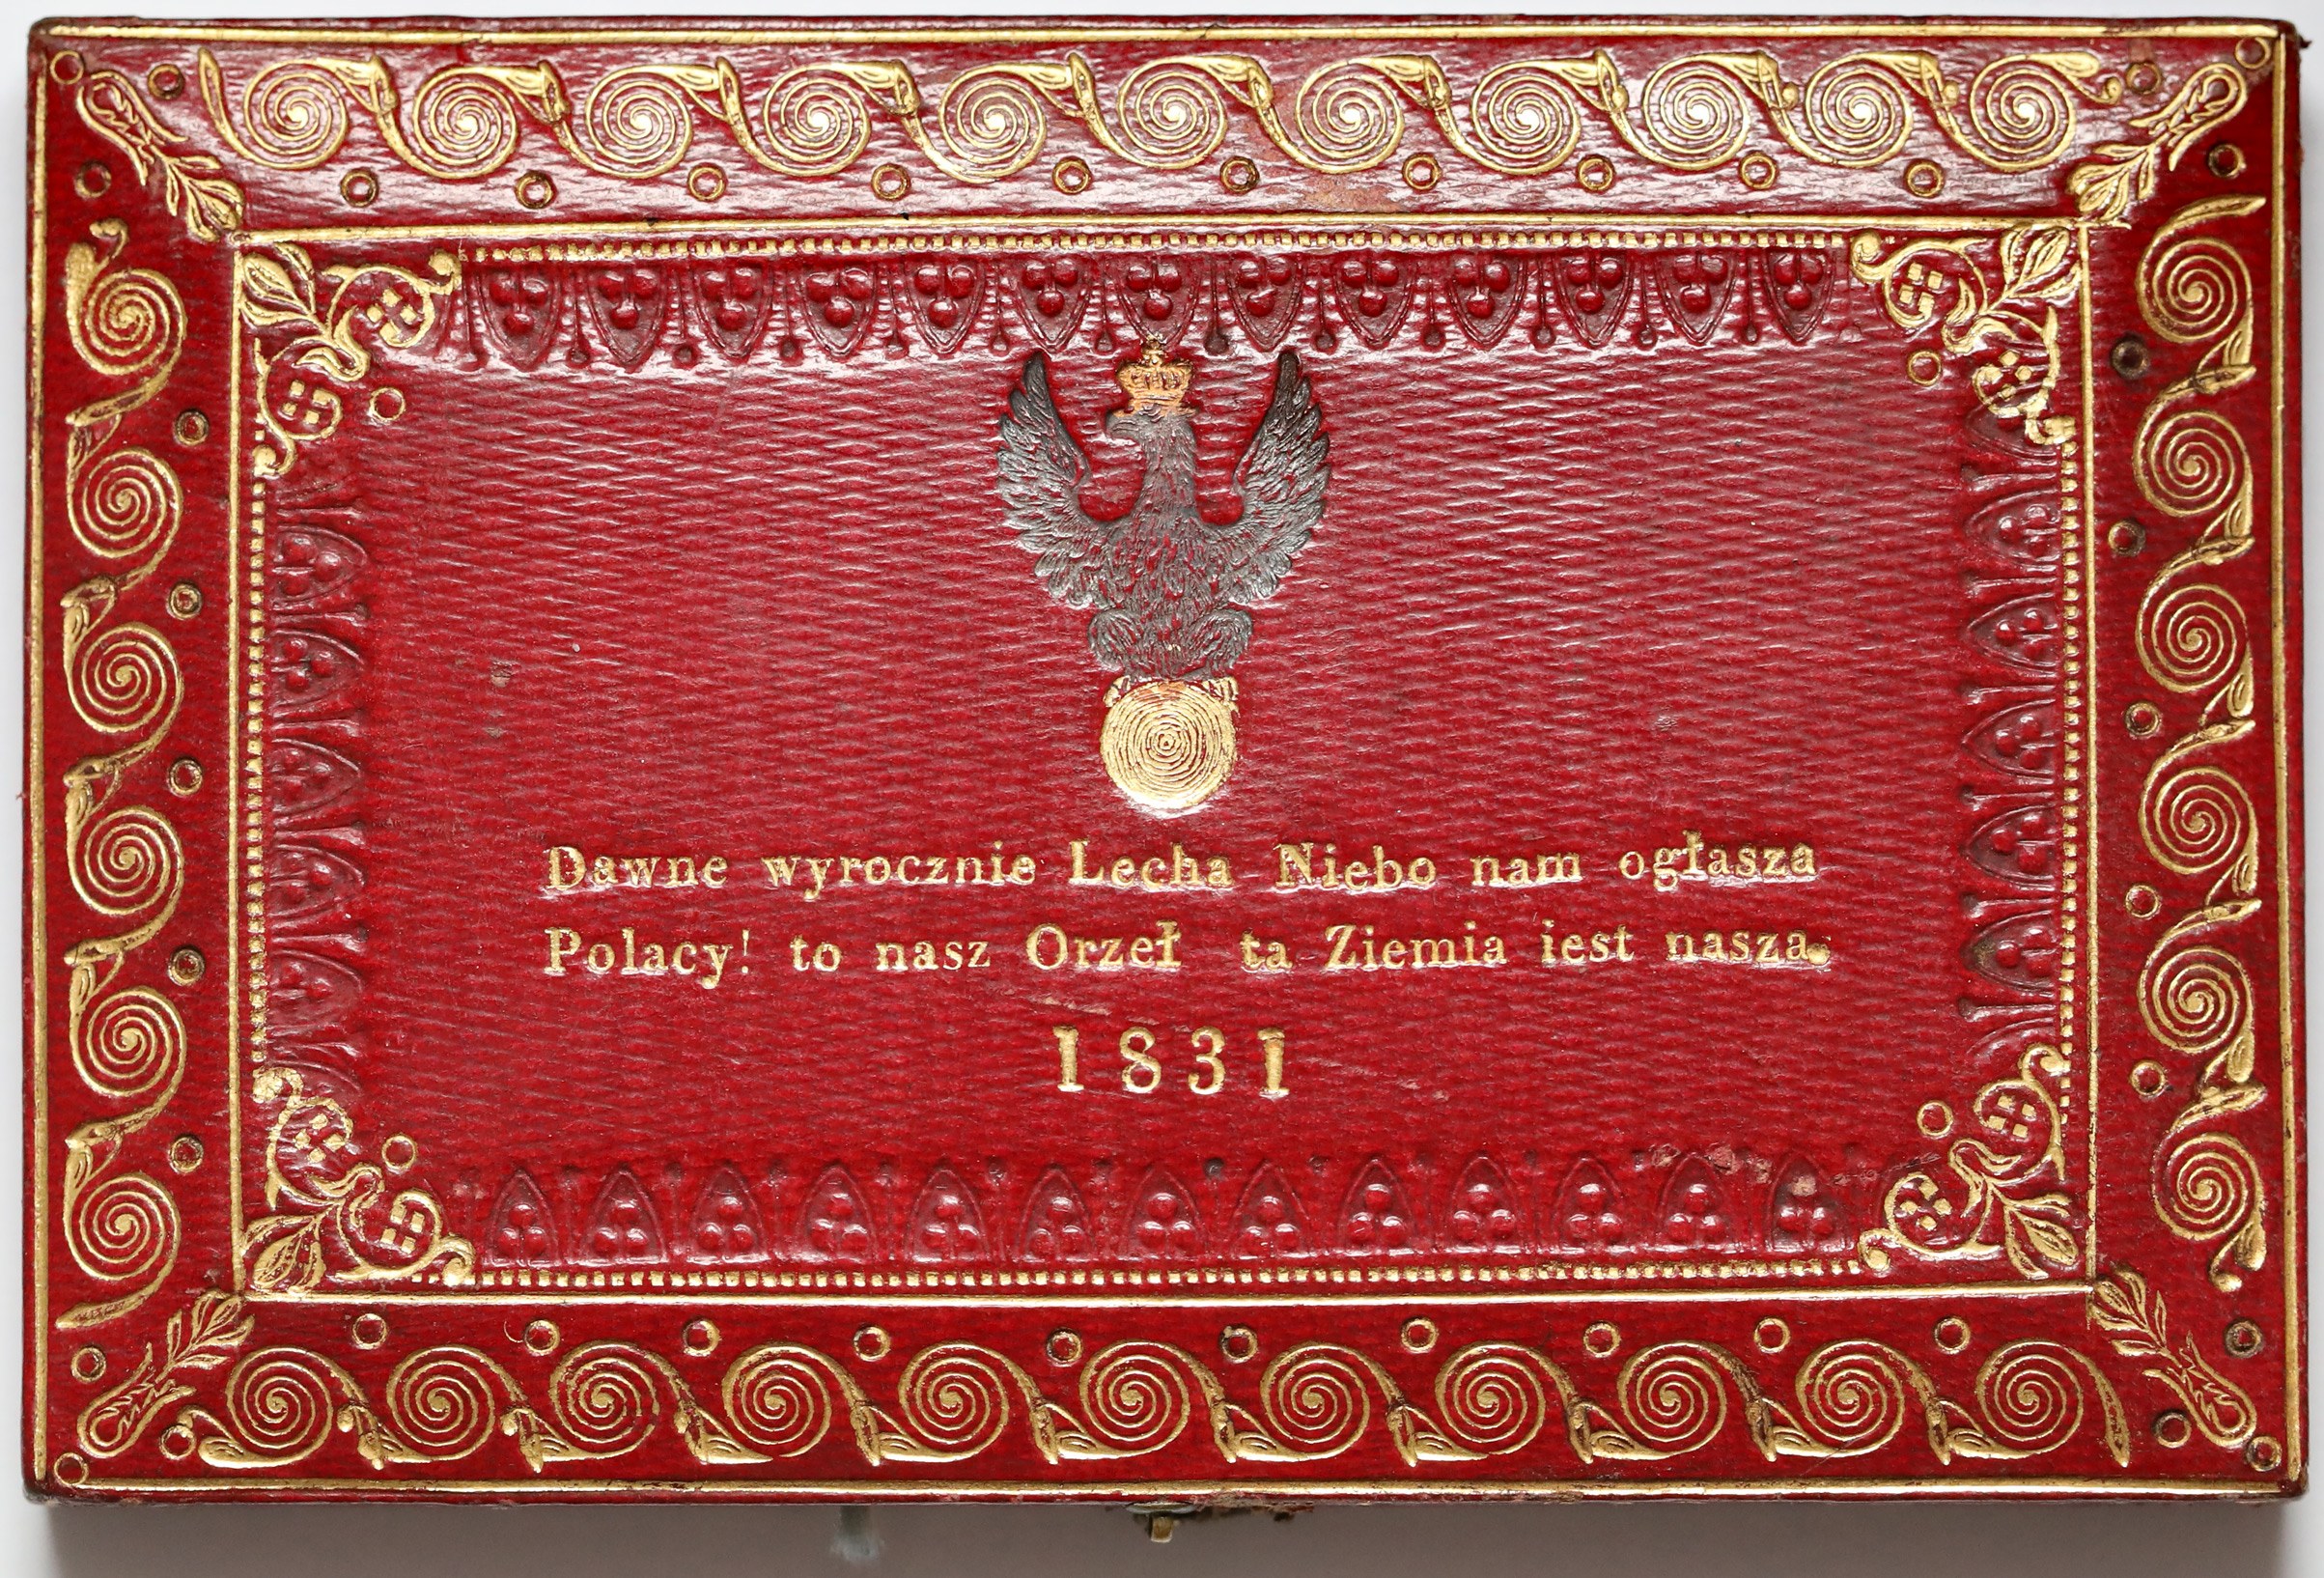 Dawne wyrocznie Lecha Niebo nam ogłasza
Polacy! to nasz Orzeł ta Ziemia iest nasza.
1831